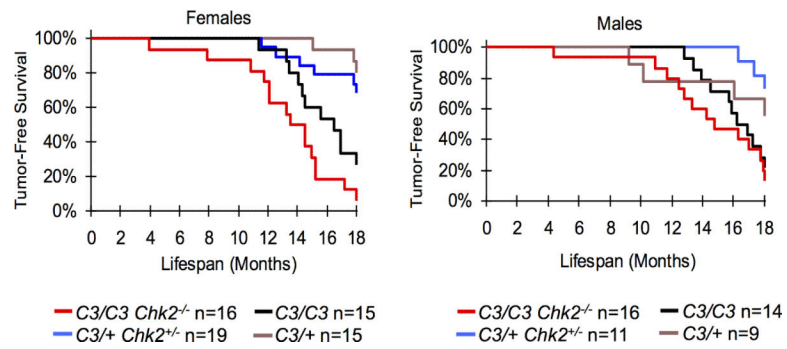 Females
Tumor-Free Survival
100%
80%
60%
40%
20%
0%
0 2 4 6 8 10 12 14 16 18
Lifespan (Months)
C3/C3 Chk2-/- n=16
C3/C3 n=15
C3/+ Chk2+/- n=19
C3/+ n=15
Males
Tumor-Free Survival
100%
80%
60%
40%
20%
0%
0 2 4 6 8 10 12 14 16 18
Lifespan (Months)
C3/C3 Chk2-/- n=16
C3/C3 n=14
C3/+ Chk2+/- n=11
C3/+ n=9